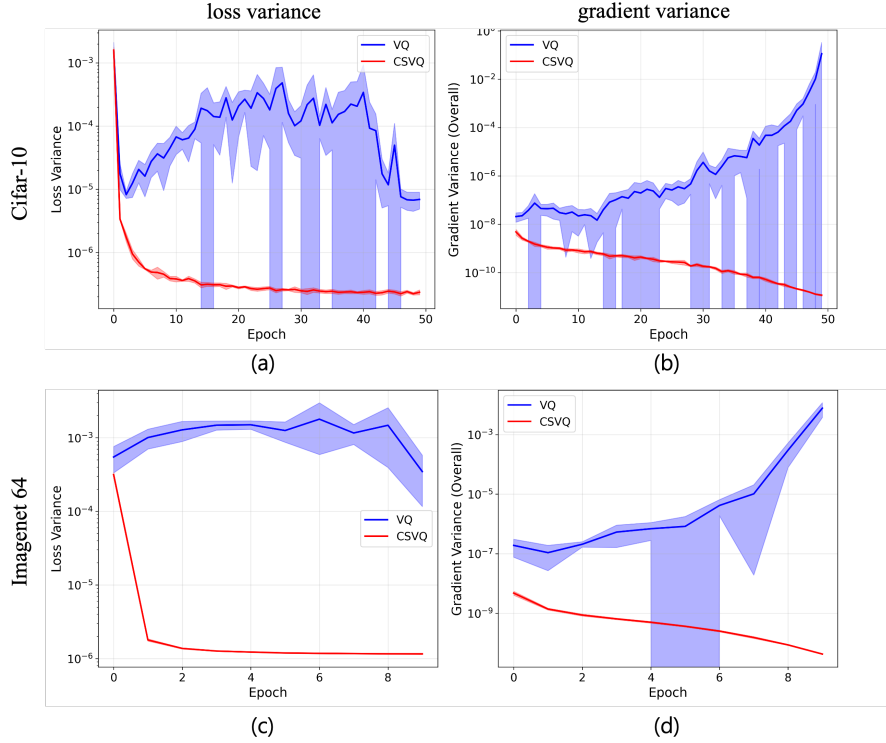 loss variance
gradient variance
Cifar-10
Loss Variance
10⁻³
10⁻⁴
10⁻⁵
10⁻⁶
VQ
CSVQ
0 10 20 30 40 50
Epoch
(a)
Gradient Variance (Overall)
10⁰
10⁻²
10⁻⁴
10⁻⁶
10⁻⁸
10⁻¹⁰
VQ
CSVQ
0 10 20 30 40 50
Epoch
(b)
Imagenet 64
Loss Variance
10⁻³
10⁻⁴
10⁻⁵
10⁻⁶
VQ
CSVQ
0 2 4 6 8
Epoch
(c)
Gradient Variance (Overall)
10⁻³
10⁻⁵
10⁻⁷
10⁻⁹
VQ
CSVQ
0 2 4 6 8
Epoch
(d)